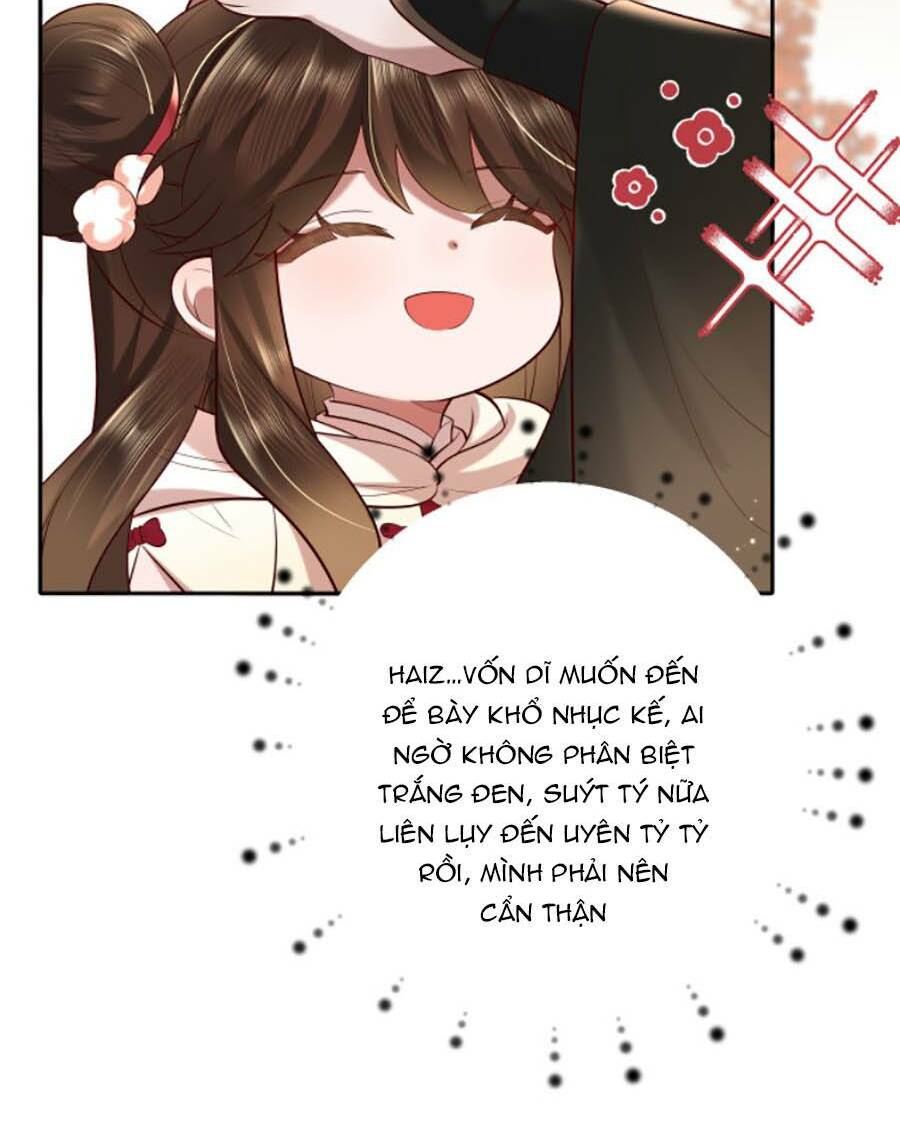 HAIZ...VỐN DĨ MUỐN ĐẾN
ĐỂ BÀY KHỔ NHỤC KẾ, AI
NGỜ KHÔNG PHÂN BIỆT
TRẮNG ĐEN, SUÝT TÝ NỮA
LIÊN LỤY ĐẾN UYÊN TỶ TỶ
RỒI, MÌNH PHẢI NÊN
CẨN THẬN